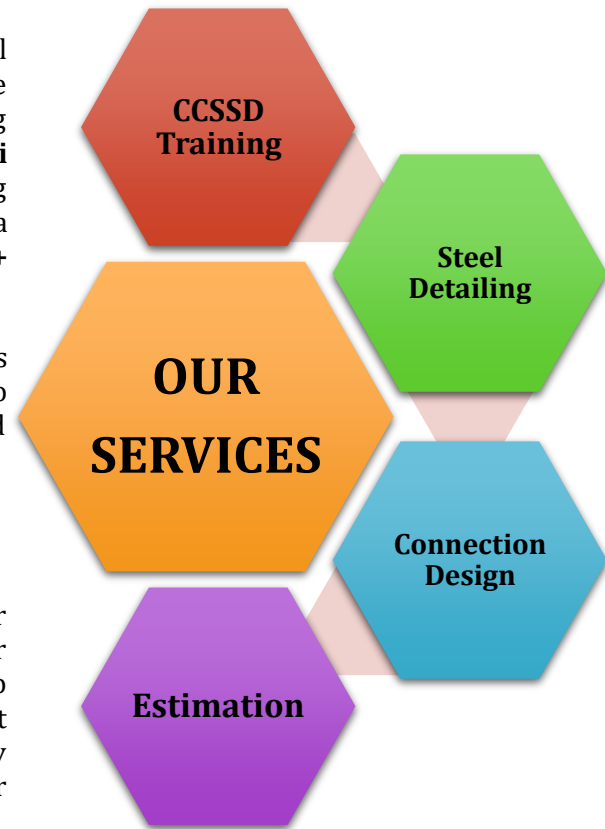 CCSSD
Training
Steel
Detailing
OUR
SERVICES
Connection
Design
Estimation